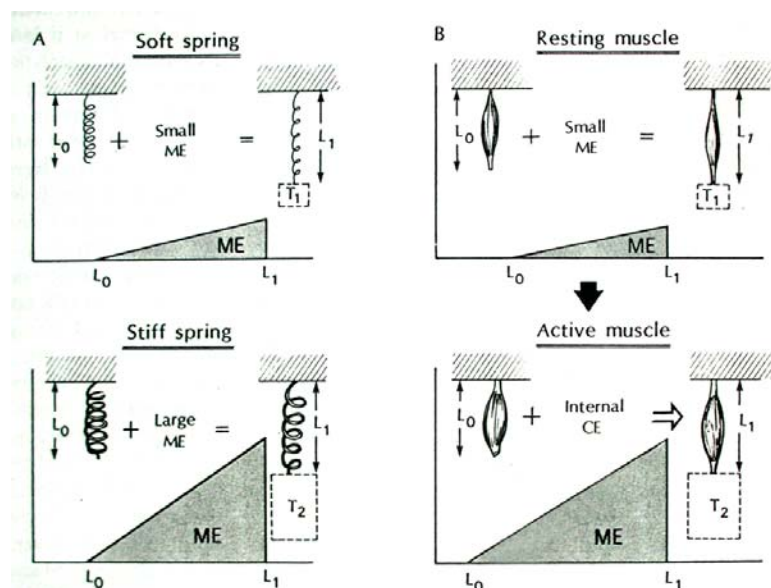 A
Soft spring
L0
+
Small
ME
=
L1
T1
ME
L0
L1
Stiff spring
L0
+
Large
ME
=
L1
T2
ME
L0
L1
B
Resting muscle
L0
+
Small
ME
=
L1
T1
ME
L0
L1
Active muscle
L0
+
Internal
CE
L1
T2
ME
L0
L1